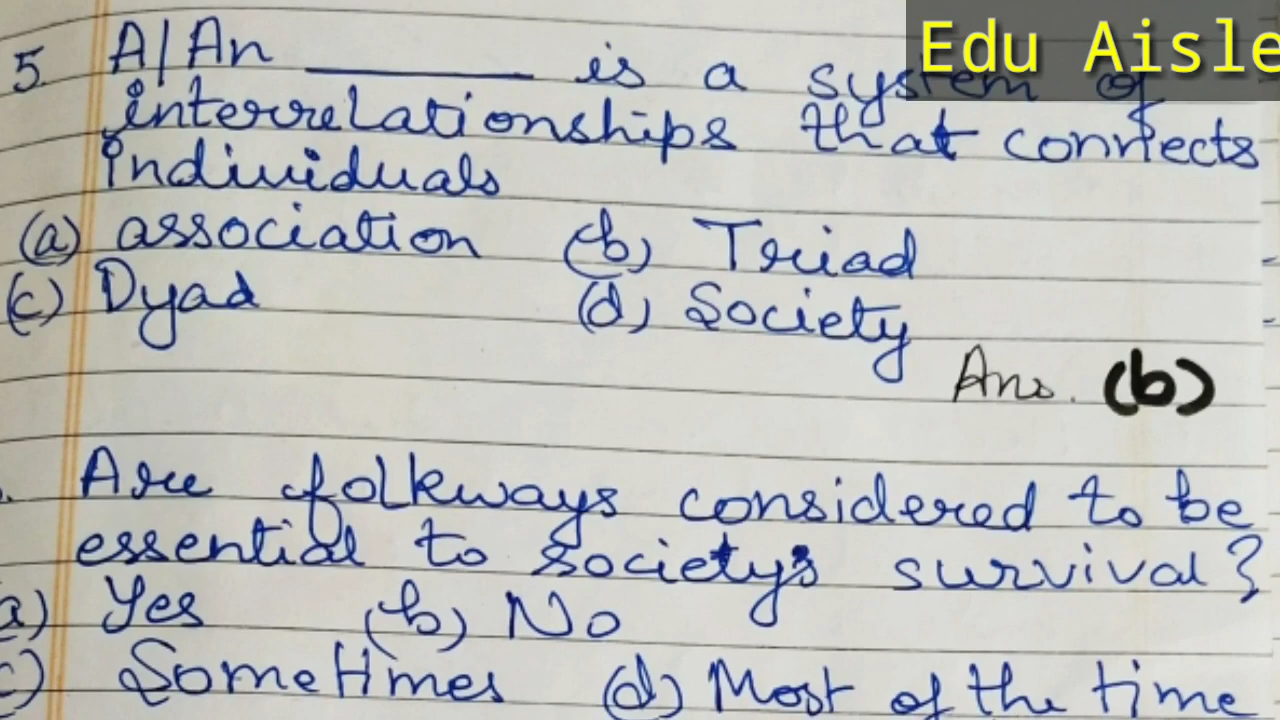 Edu Aisle
5. A/An ________ is a system of
interrelationships that connects
individuals
(a) association (b) Triad
(c) Dyad (d) Society
Ans. (b)
Are folkways considered to be
essential to society's survival?
a) Yes (b) No
c) Sometimes (d) Most of the time